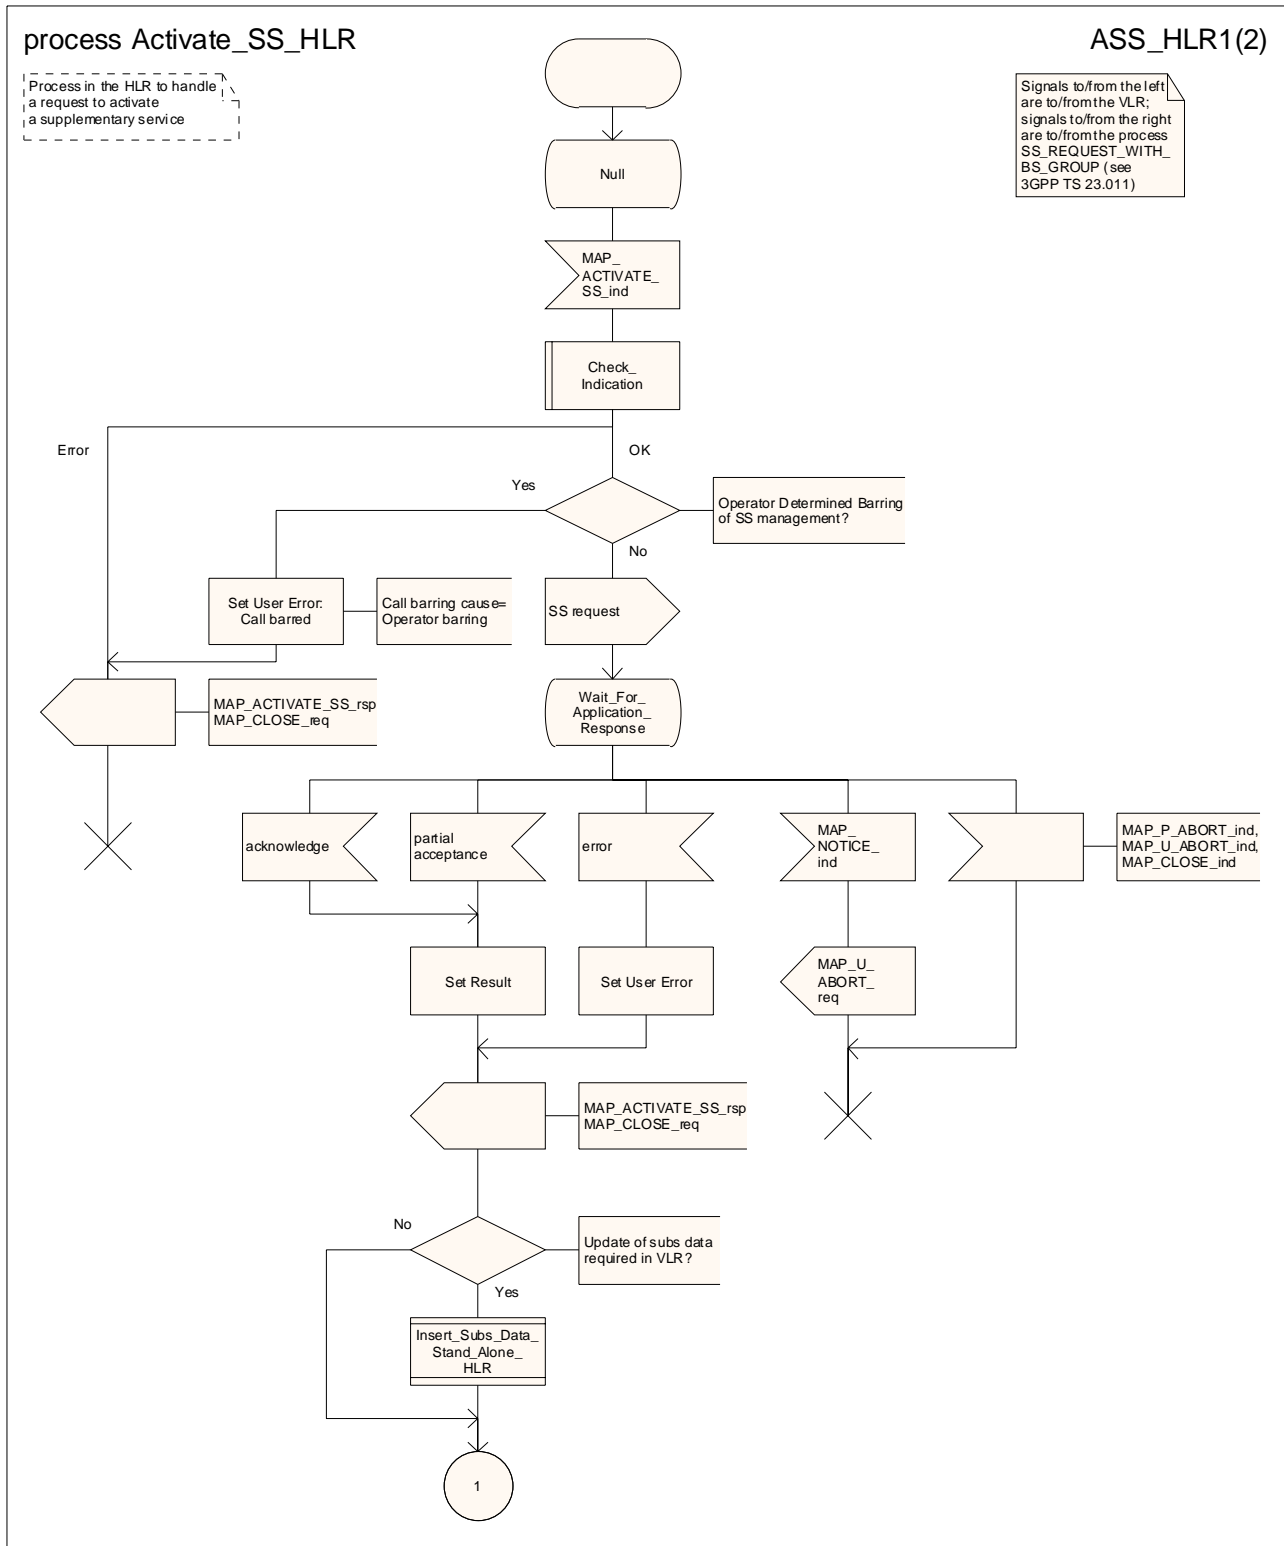 process Activate_SS_HLR
ASS_HLR1(2)
Process in the HLR to handle
a request to activate
a supplementary service
Signals to/from the left
are to/from the VLR;
signals to/from the right
are to/from the process
SS_REQUEST_WITH_
BS_GROUP (see
3GPP TS 23.011)
Null
MAP_
ACTIVATE_
SS_ind
Check_
Indication
Error
OK
Yes
Operator Determined Barring
of SS management?
No
Set User Error:
Call barred
Call barring cause=
Operator barring
SS request
MAP_ACTIVATE_SS_rsp
MAP_CLOSE_req
Wait_For_
Application_
Response
acknowledge
partial
acceptance
error
MAP_
NOTICE_
ind
MAP_P_ABORT_ind,
MAP_U_ABORT_ind,
MAP_CLOSE_ind
Set Result
Set User Error
MAP_U_
ABORT_
req
MAP_ACTIVATE_SS_rsp
MAP_CLOSE_req
No
Update of subs data
required in VLR?
Yes
Insert_Subs_Data_
Stand_Alone_
HLR
1